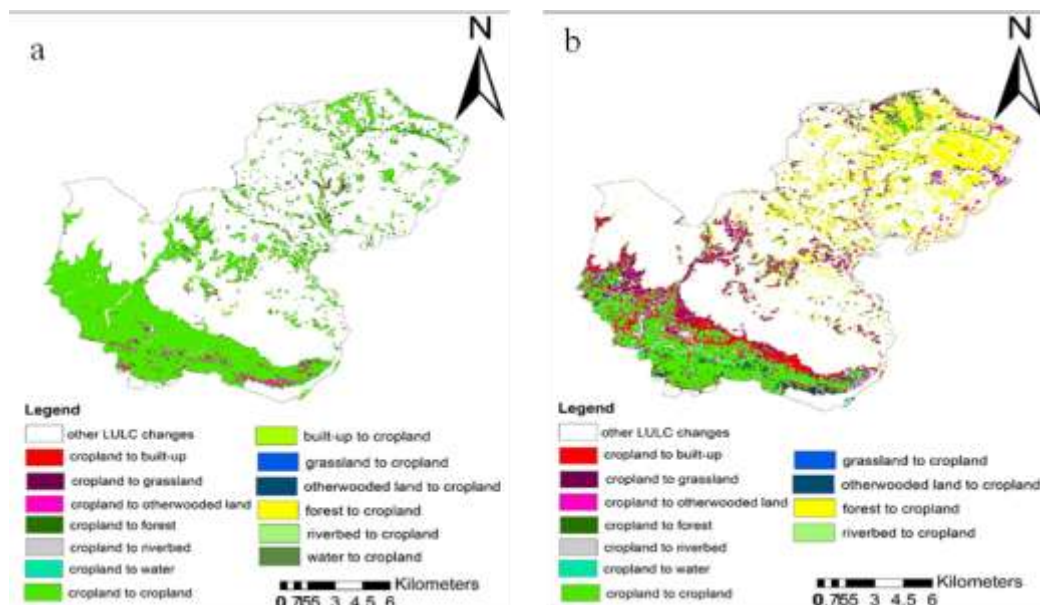 a
N
Legend
other LULC changes
cropland to built-up
cropland to grassland
cropland to otherwooded land
cropland to forest
cropland to riverbed
cropland to water
cropland to cropland
built-up to cropland
grassland to cropland
otherwooded land to cropland
forest to cropland
riverbed to cropland
water to cropland
Kilometers
3 4.5 6
b
N
Legend
other LULC changes
cropland to built-up
cropland to grassland
cropland to otherwooded land
cropland to forest
cropland to riverbed
cropland to water
cropland to cropland
grassland to cropland
otherwooded land to cropland
forest to cropland
riverbed to cropland
Kilometers
3 4.5 6